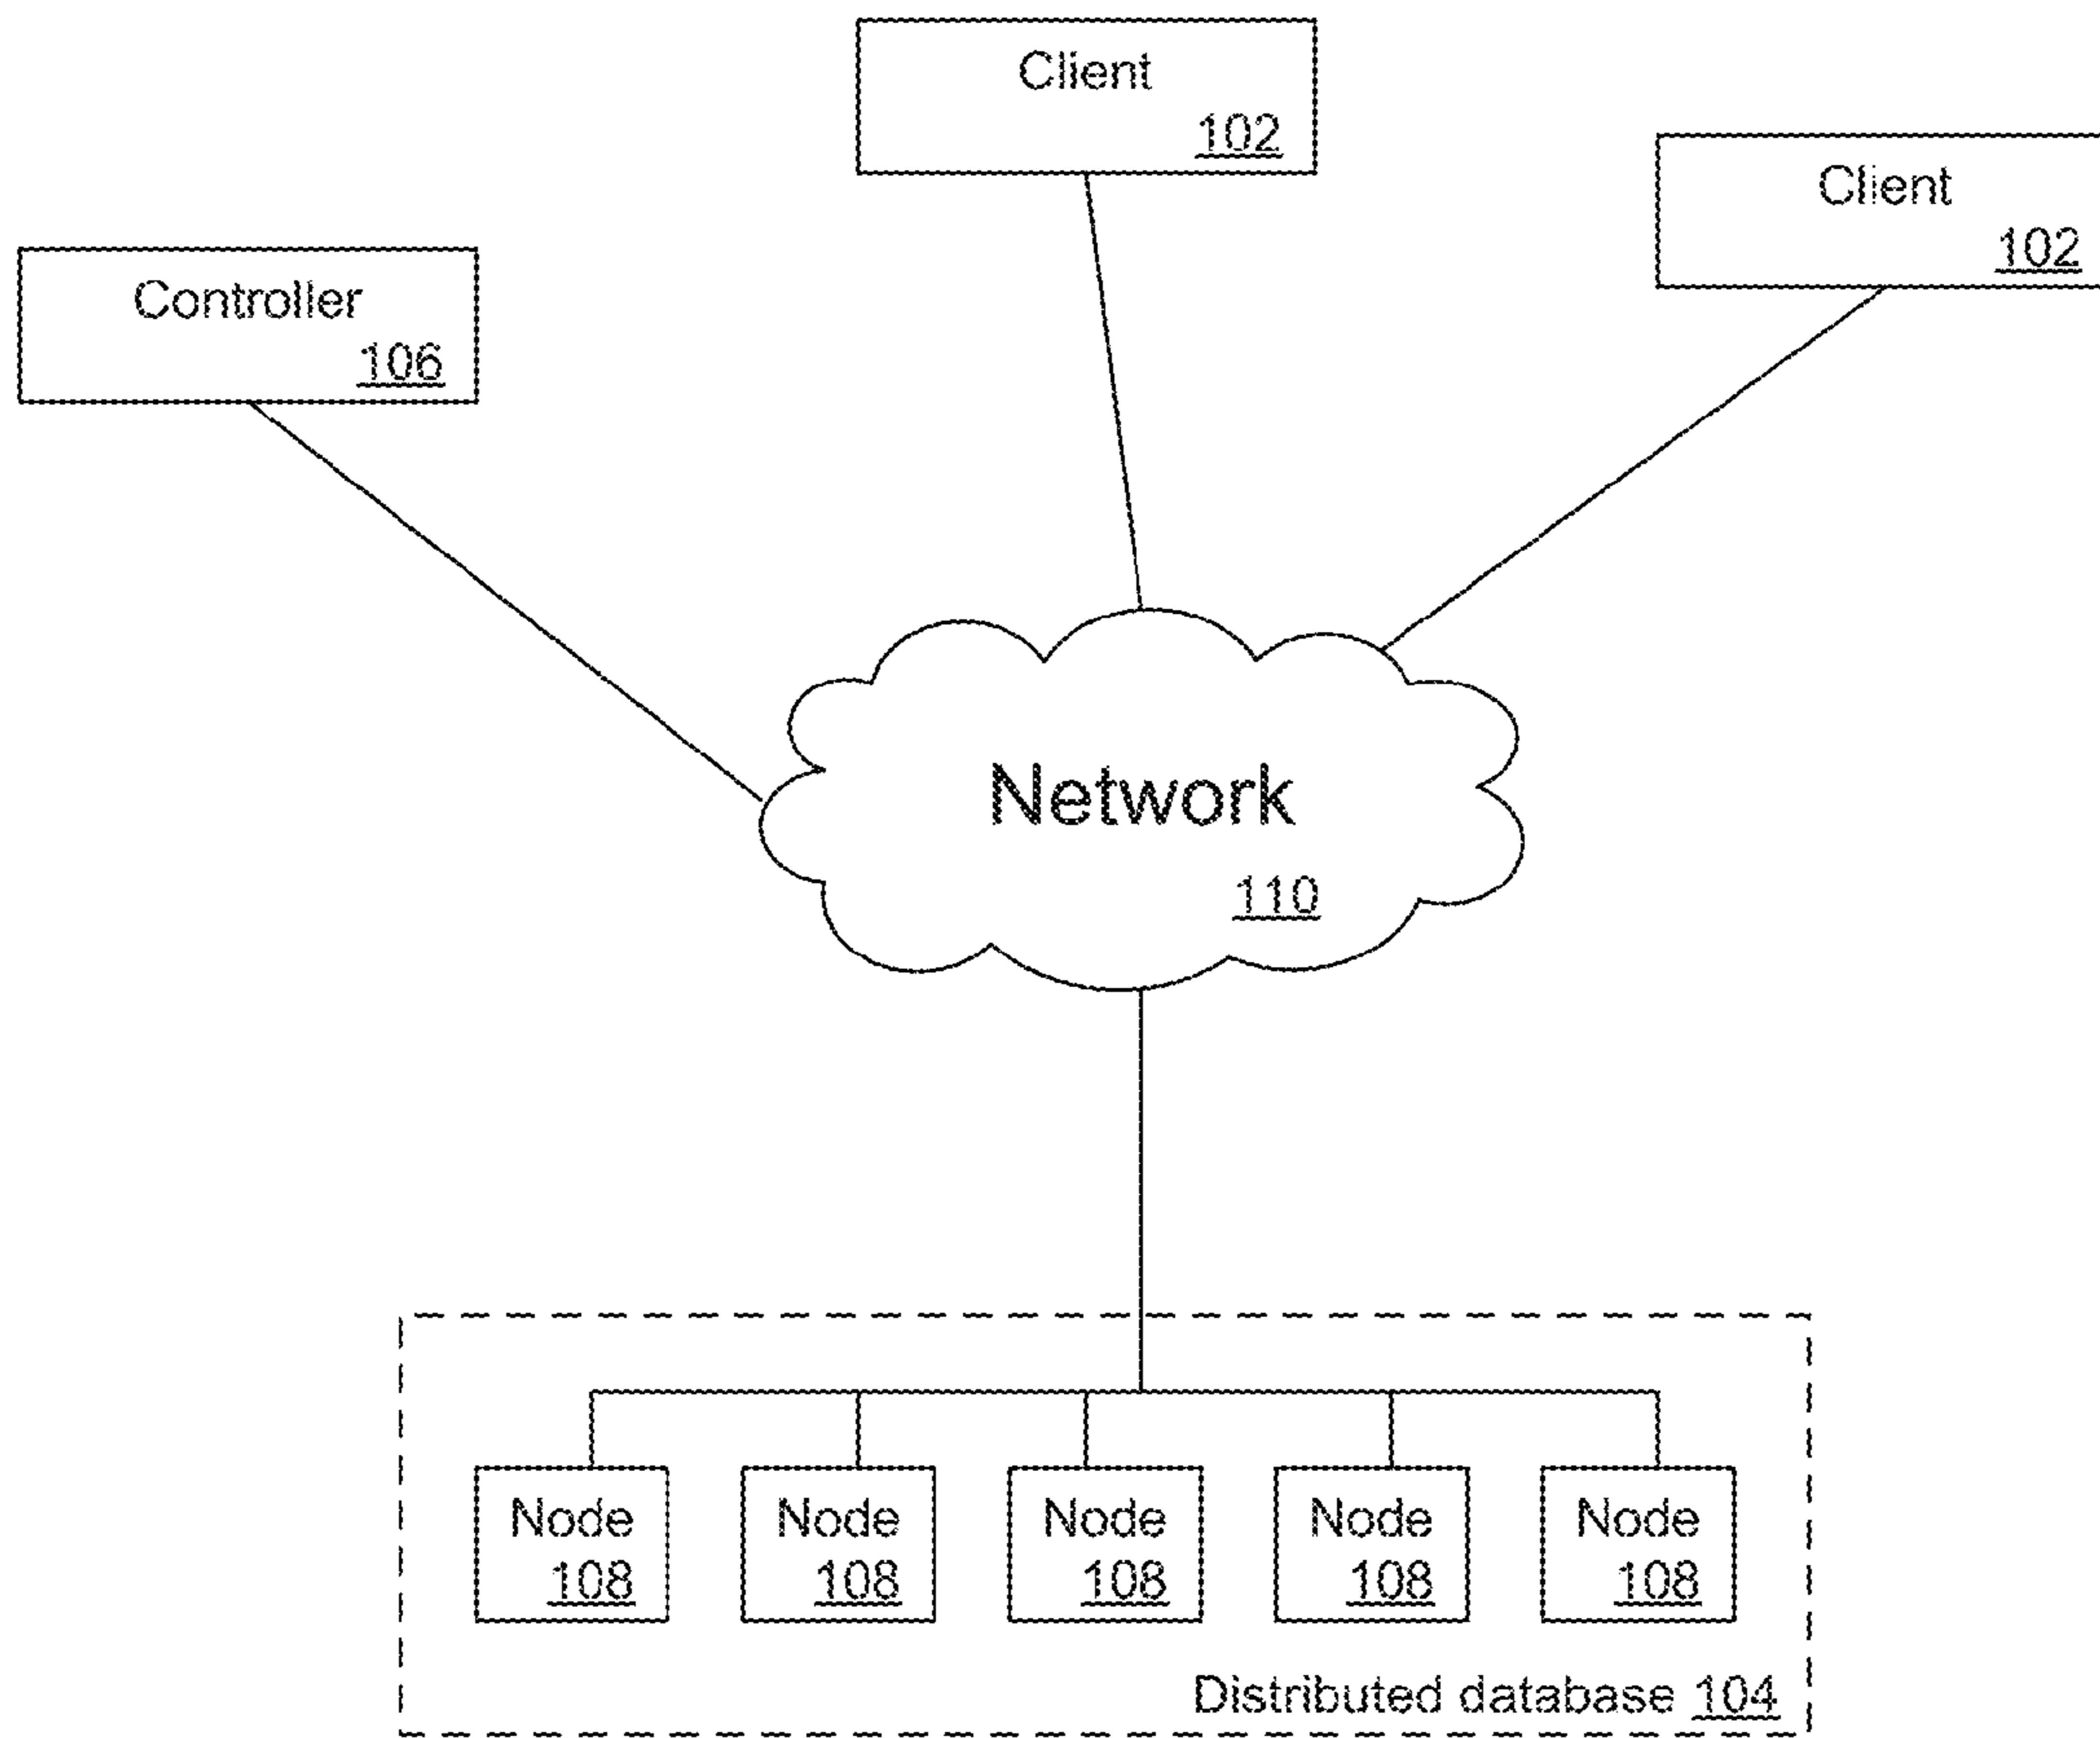 Client
102
Client
102
Controller
106
Network
110
Node
108
Node
108
Node
108
Node
108
Node
108
Distributed database 104